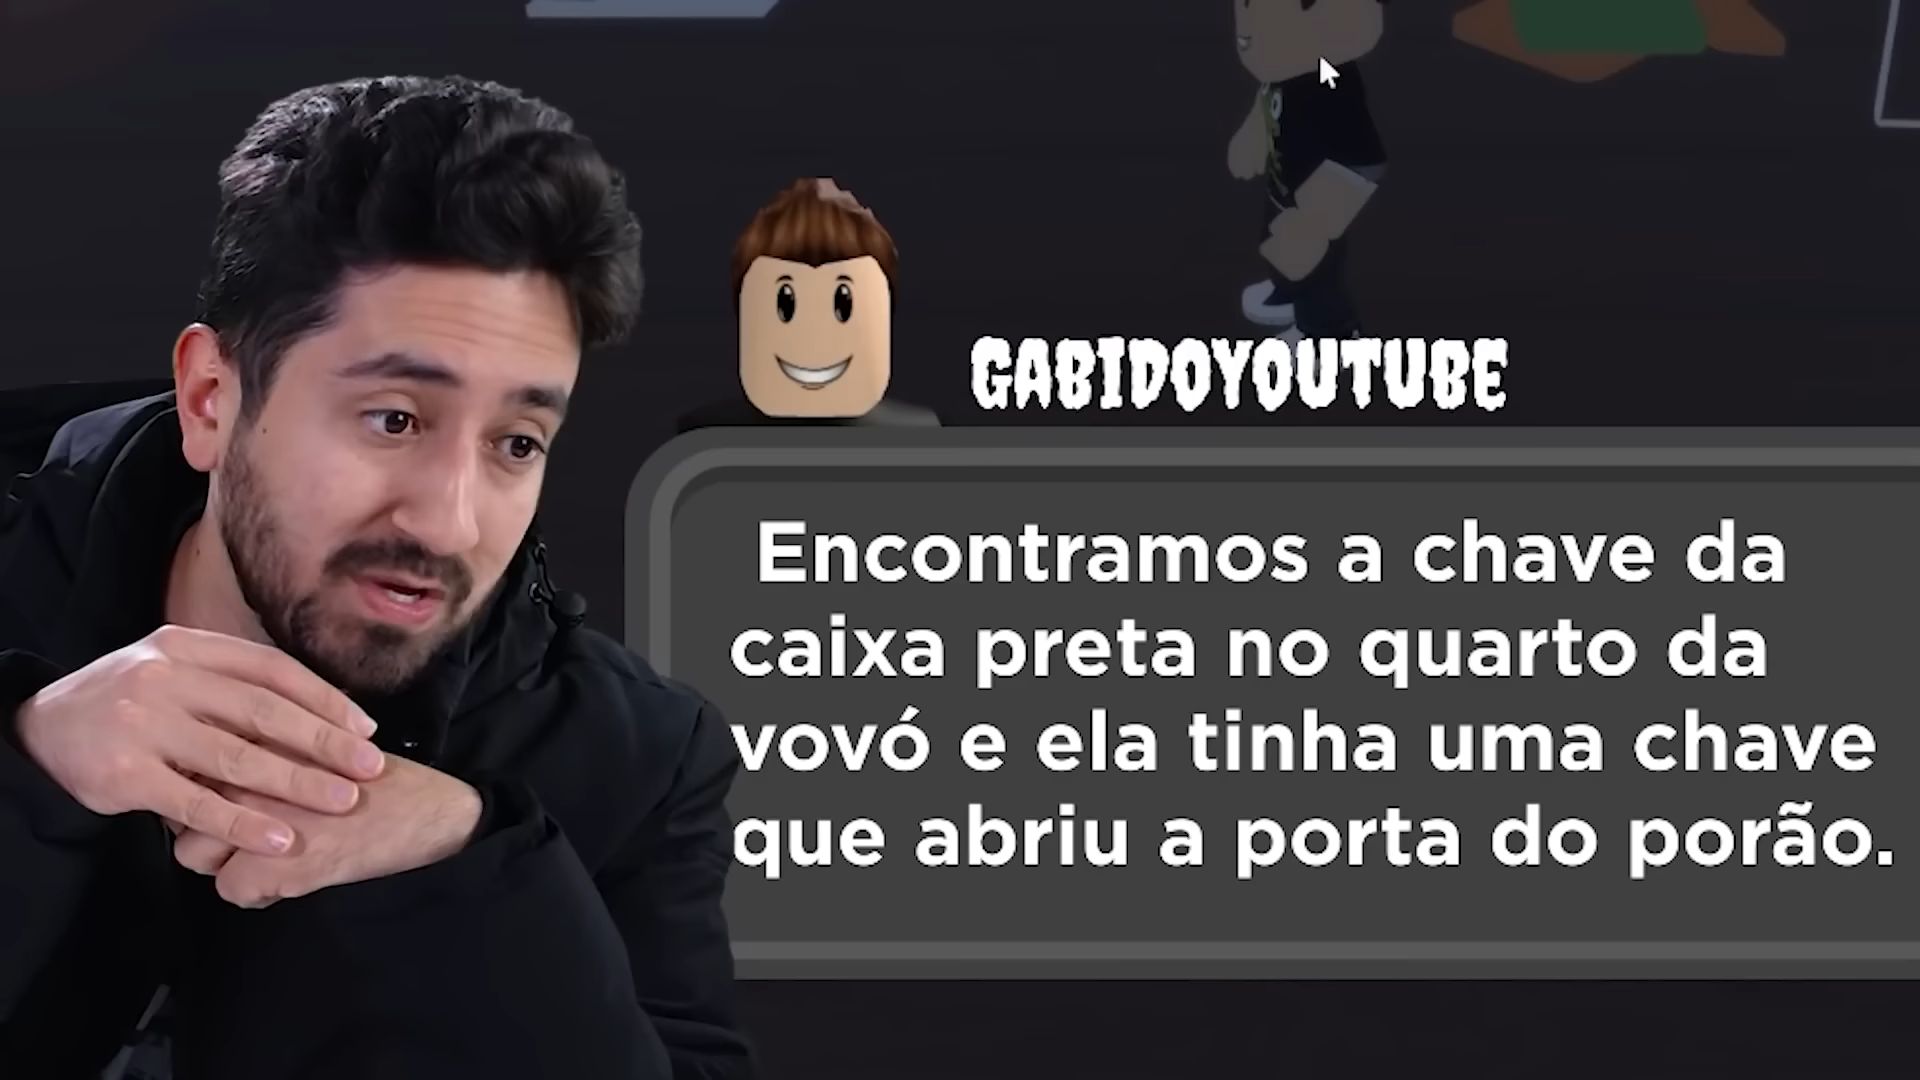 GABIDOYOUTUBE
Encontramos a chave da
caixa preta no quarto da
vovó e ela tinha uma chave
que abriu a porta do porão.